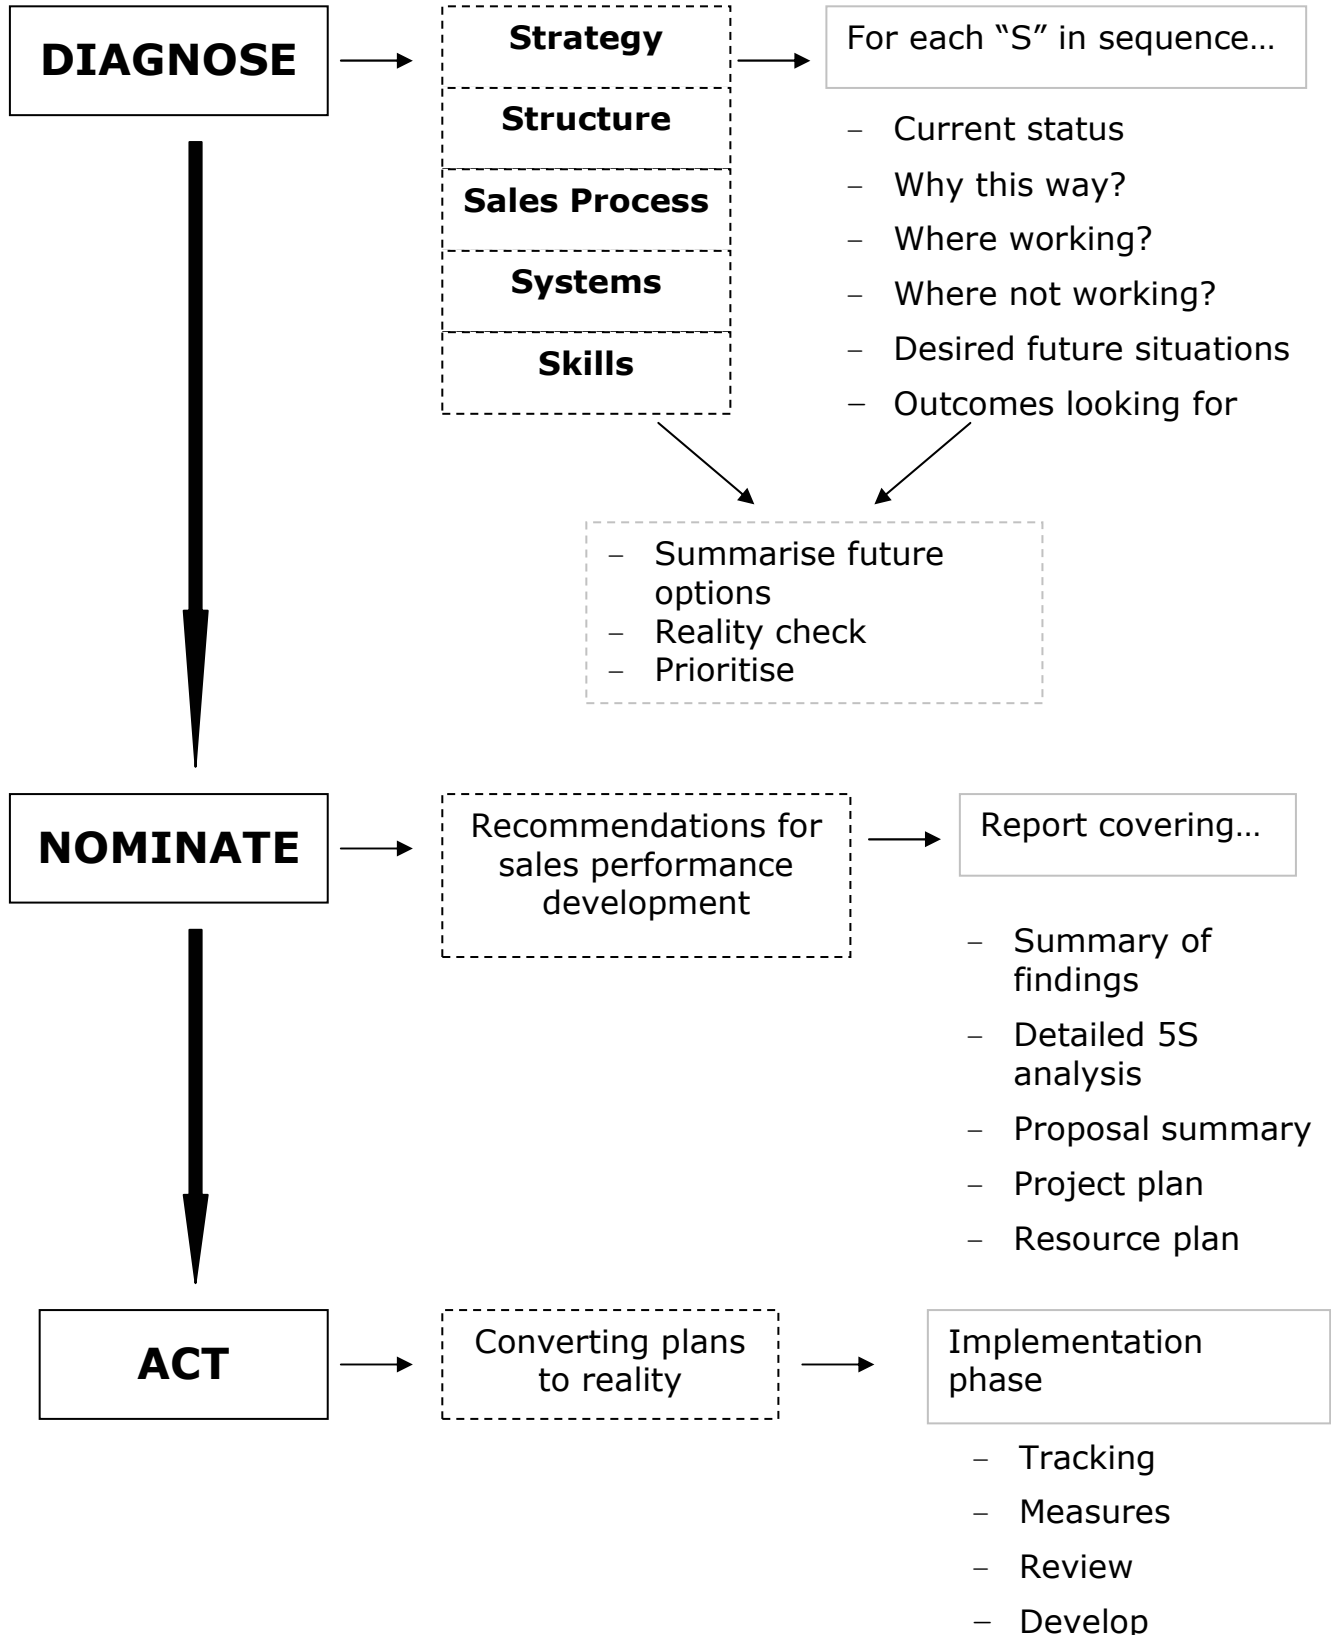 DIAGNOSE
Strategy
Structure
Sales Process
Systems
Skills
For each “S” in sequence…
– Current status
– Why this way?
– Where working?
– Where not working?
– Desired future situations
– Outcomes looking for
– Summarise future
options
– Reality check
– Prioritise
NOMINATE
Recommendations for
sales performance
development
Report covering…
– Summary of
findings
– Detailed 5S
analysis
– Proposal summary
– Project plan
– Resource plan
ACT
Converting plans
to reality
Implementation
phase
– Tracking
– Measures
– Review
– Develop